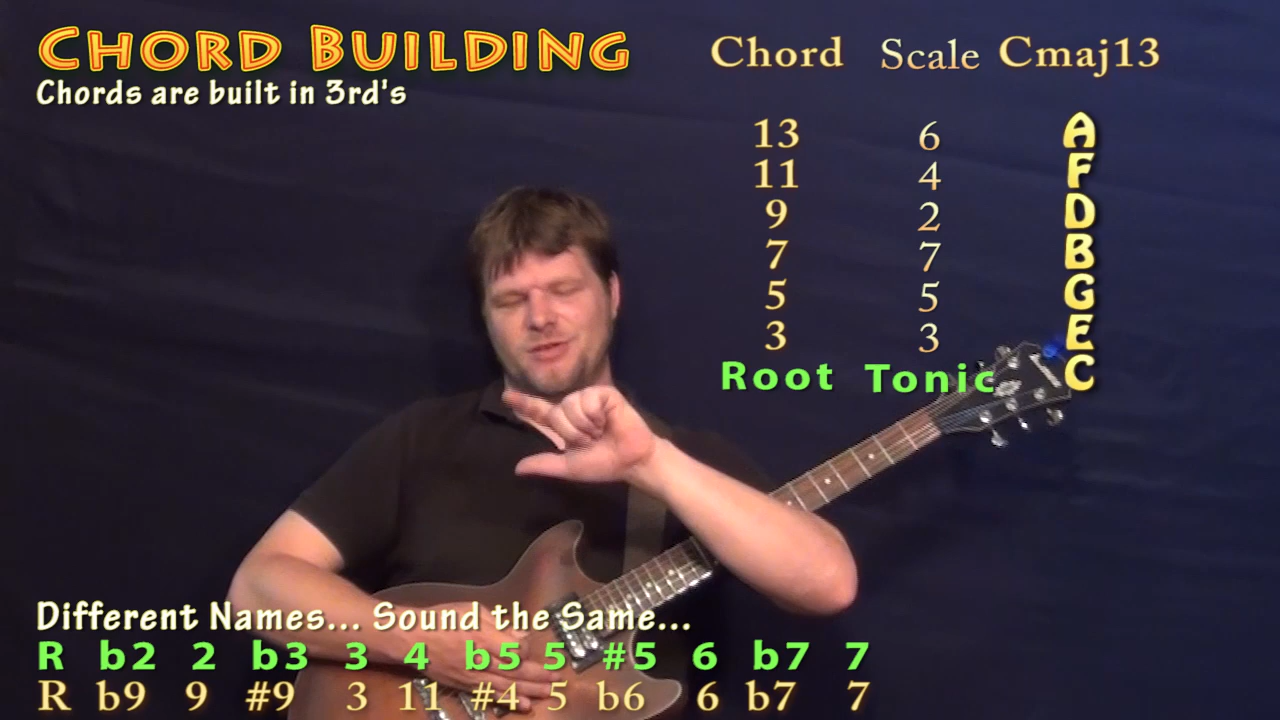 CHORD BUILDING
Chords are built in 3rd's
Chord Scale Cmaj13
13 6 A
11 4 F
9 2 D
7 7 B
5 5 G
3 3 E
Root Tonic C
Different Names... Sound the Same...
R b2 2 b3 3 4 b5 5 #5 6 b7 7
R b9 9 #9 3 11 #4 5 b6 6 b7 7